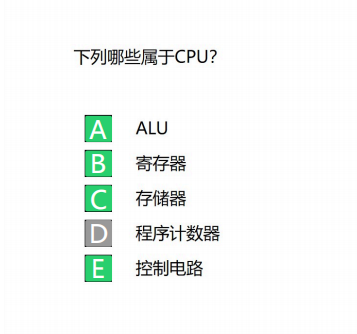 下列哪些属于CPU?
A ALU
B 寄存器
C 存储器
D 程序计数器
E 控制电路